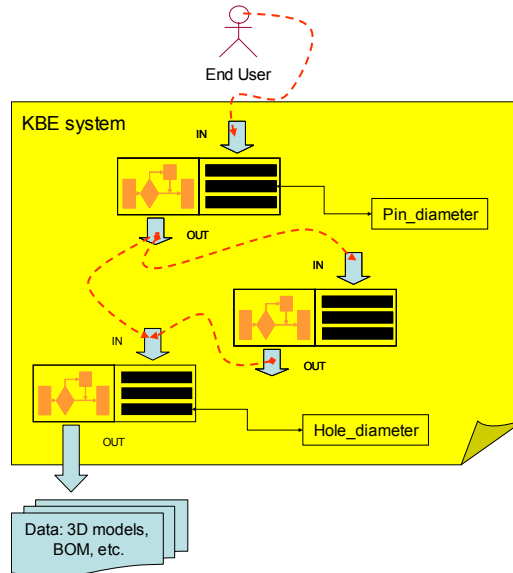 End User
KBE system
IN
Pin_diameter
OUT
IN
IN
OUT
Hole_diameter
OUT
Data: 3D models,
BOM, etc.